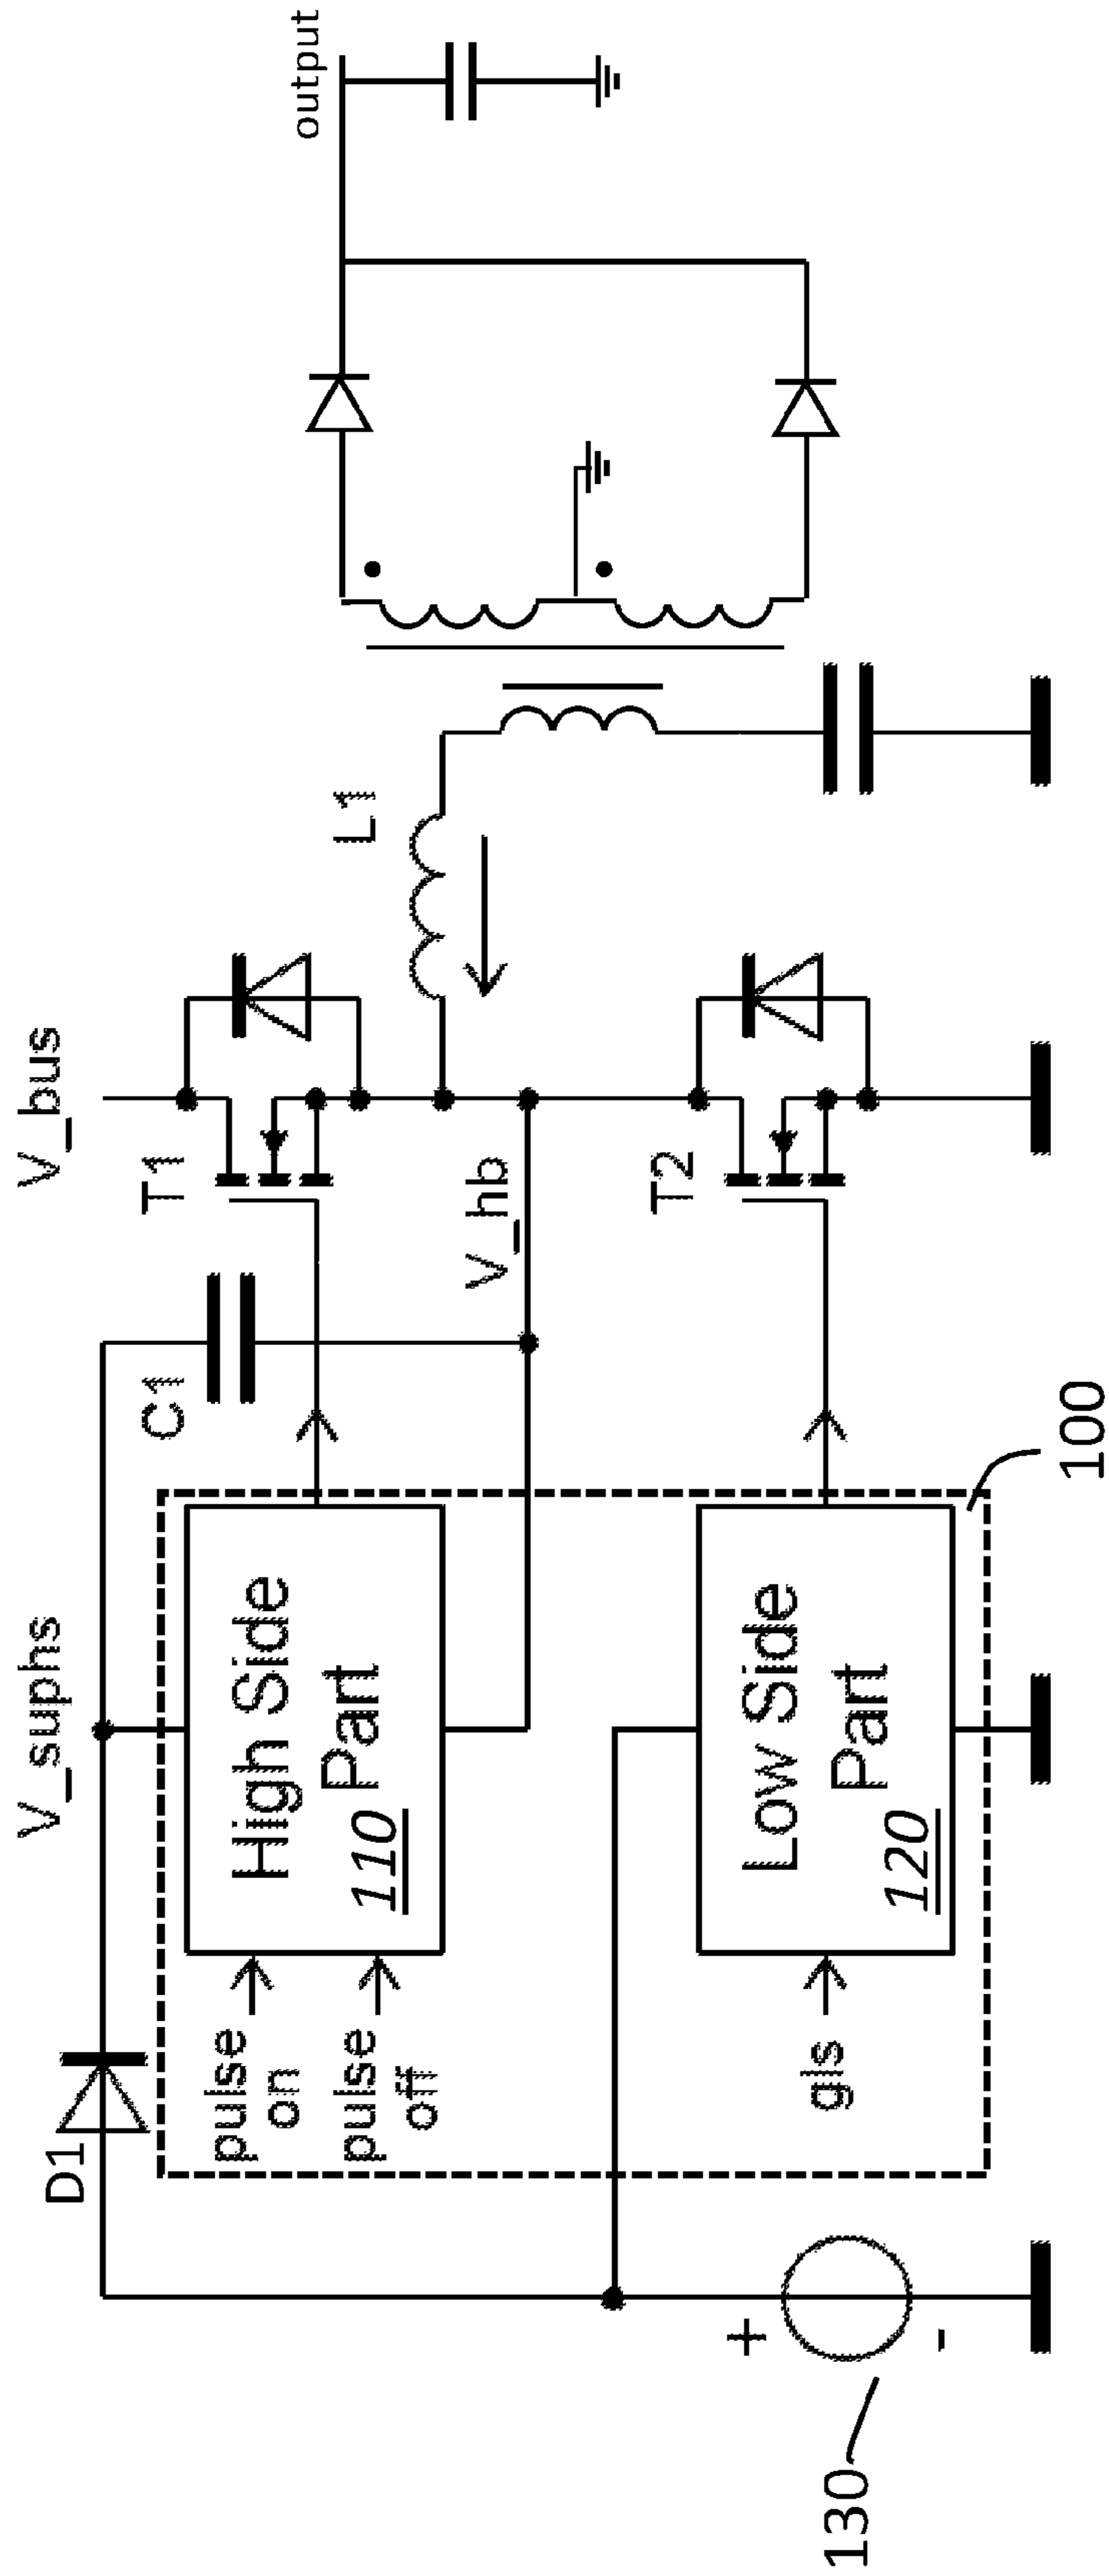 V_suphs
V_bus
D1
C1
T1
L1
output
High Side
Part
110
pulse
on
pulse
off
V_hb
T2
Low Side
Part
120
gls
+
-
130
100